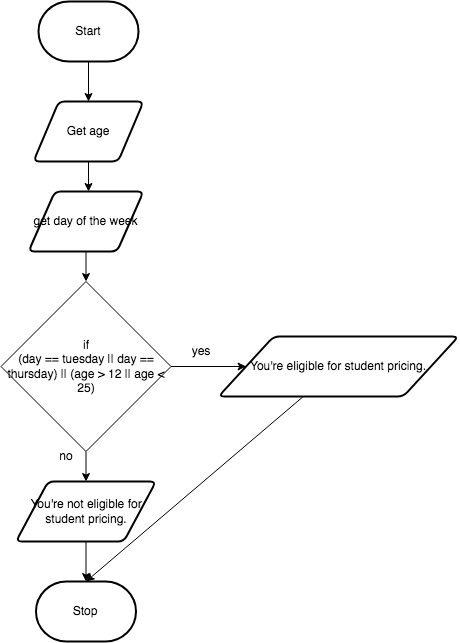 Start
Get age
get day of the week
if
(day == tuesday || day ==
thursday) || (age > 12 || age <
25)
yes
You're eligible for student pricing.
no
You're not eligible for
student pricing.
Stop